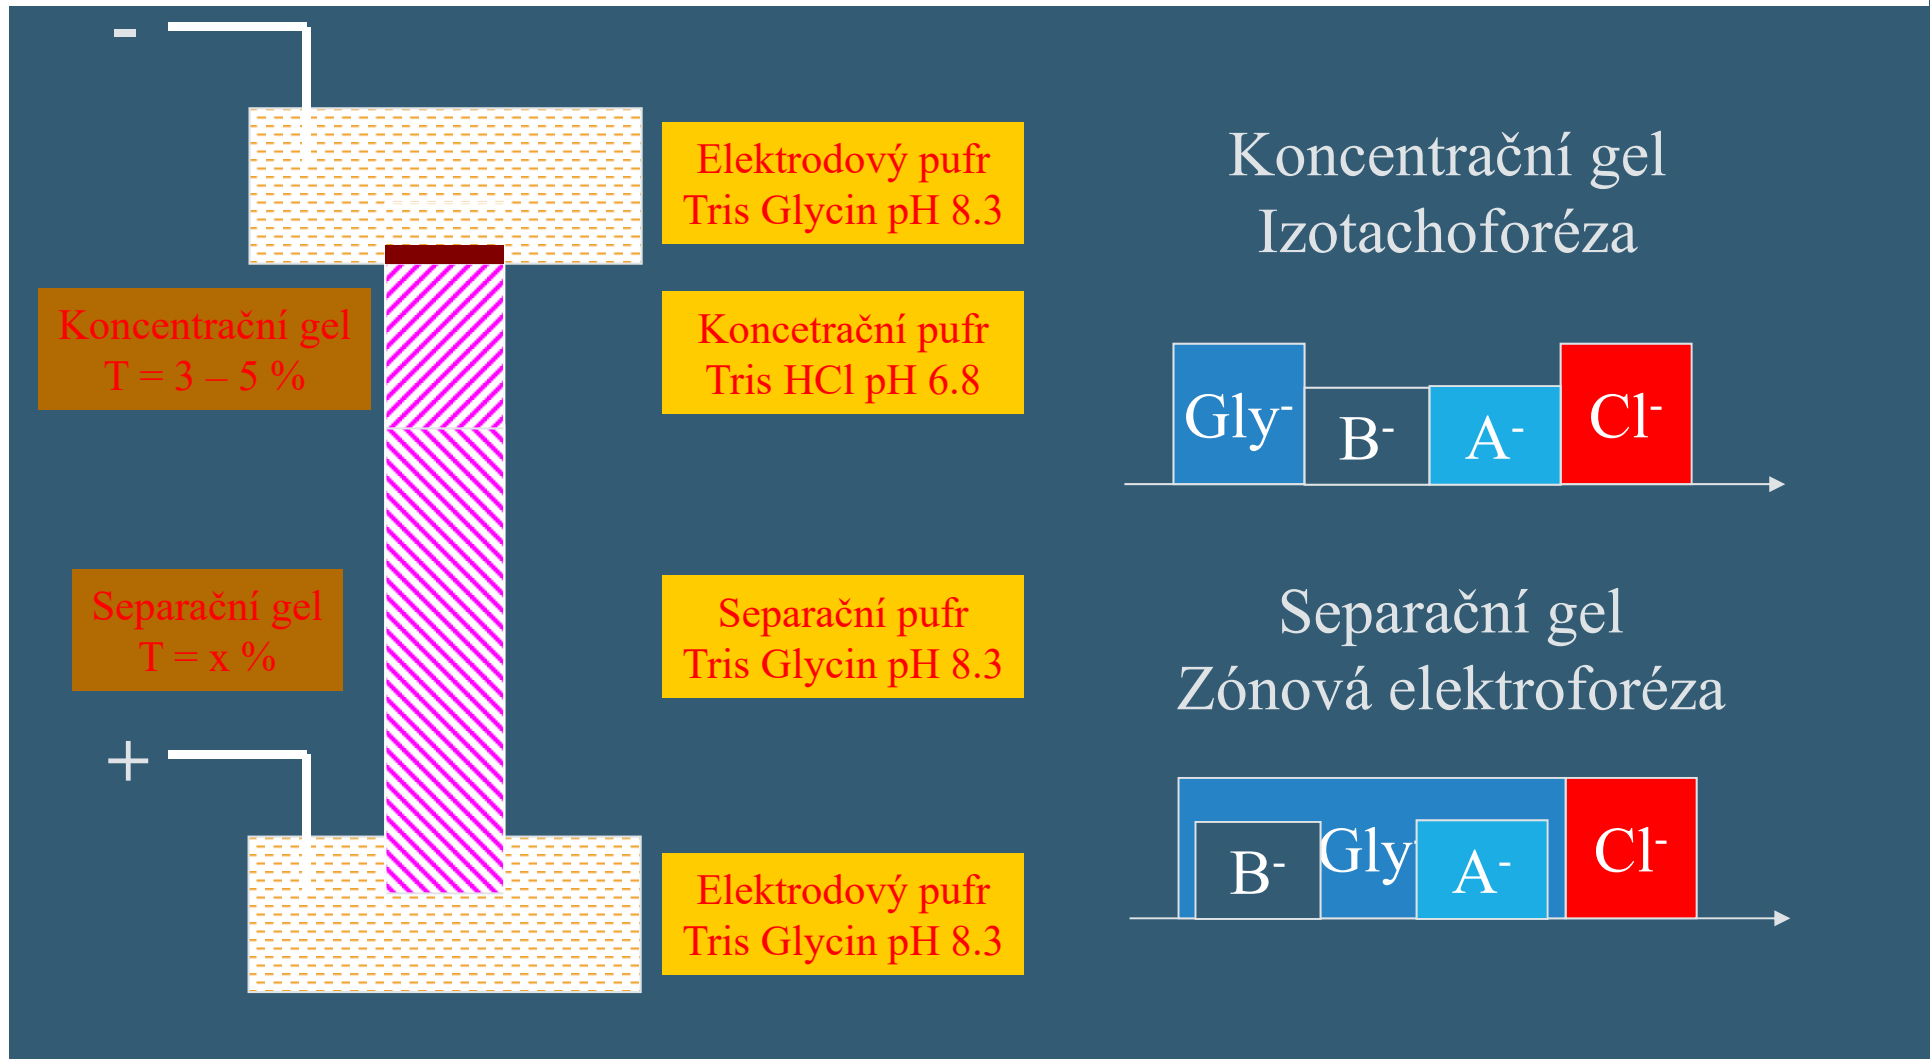 -
Elektrodový pufr
Tris Glycin pH 8.3
Koncentrační gel
T = 3 – 5 %
Koncetrační pufr
Tris HCl pH 6.8
Separační gel
T = x %
Separační pufr
Tris Glycin pH 8.3
+
Elektrodový pufr
Tris Glycin pH 8.3
Koncentrační gel
Izotachoforéza
Gly-
B-
A-
Cl-
Separační gel
Zónová elektroforéza
B-
Gly-
A-
Cl-